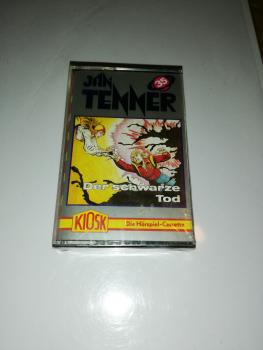 JAN
TENNER
35
Der schwarze
Tod
KIOSK
Die Hörspiel-Cassette